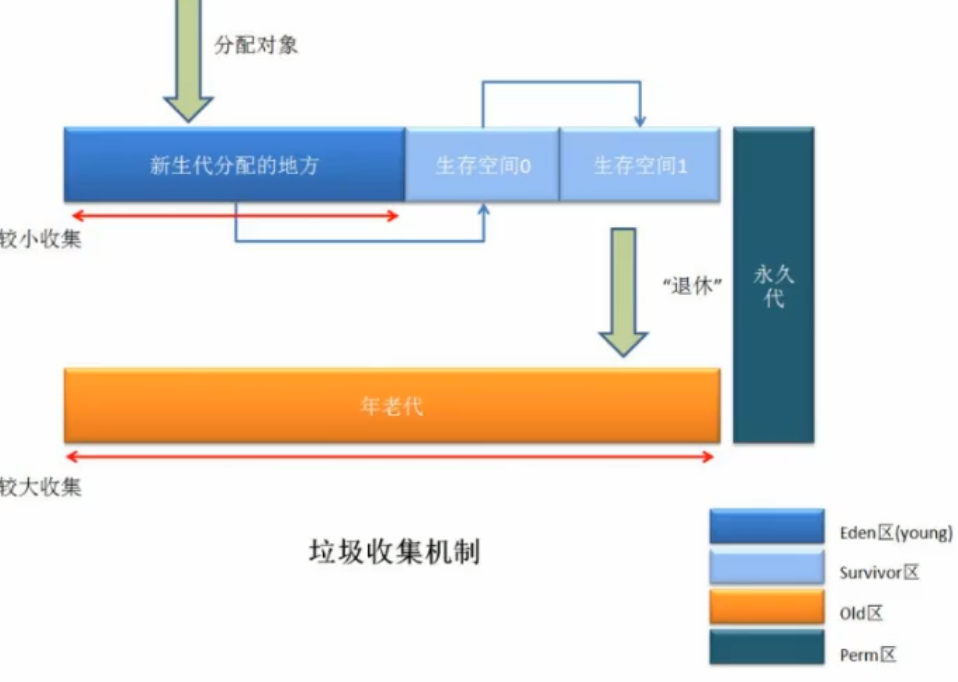 分配对象
新生代分配的地方
生存空间0
生存空间1
较小收集
“退休”
永久
代
年老代
较大收集
垃圾收集机制
Eden区(young)
Survivor区
Old区
Perm区